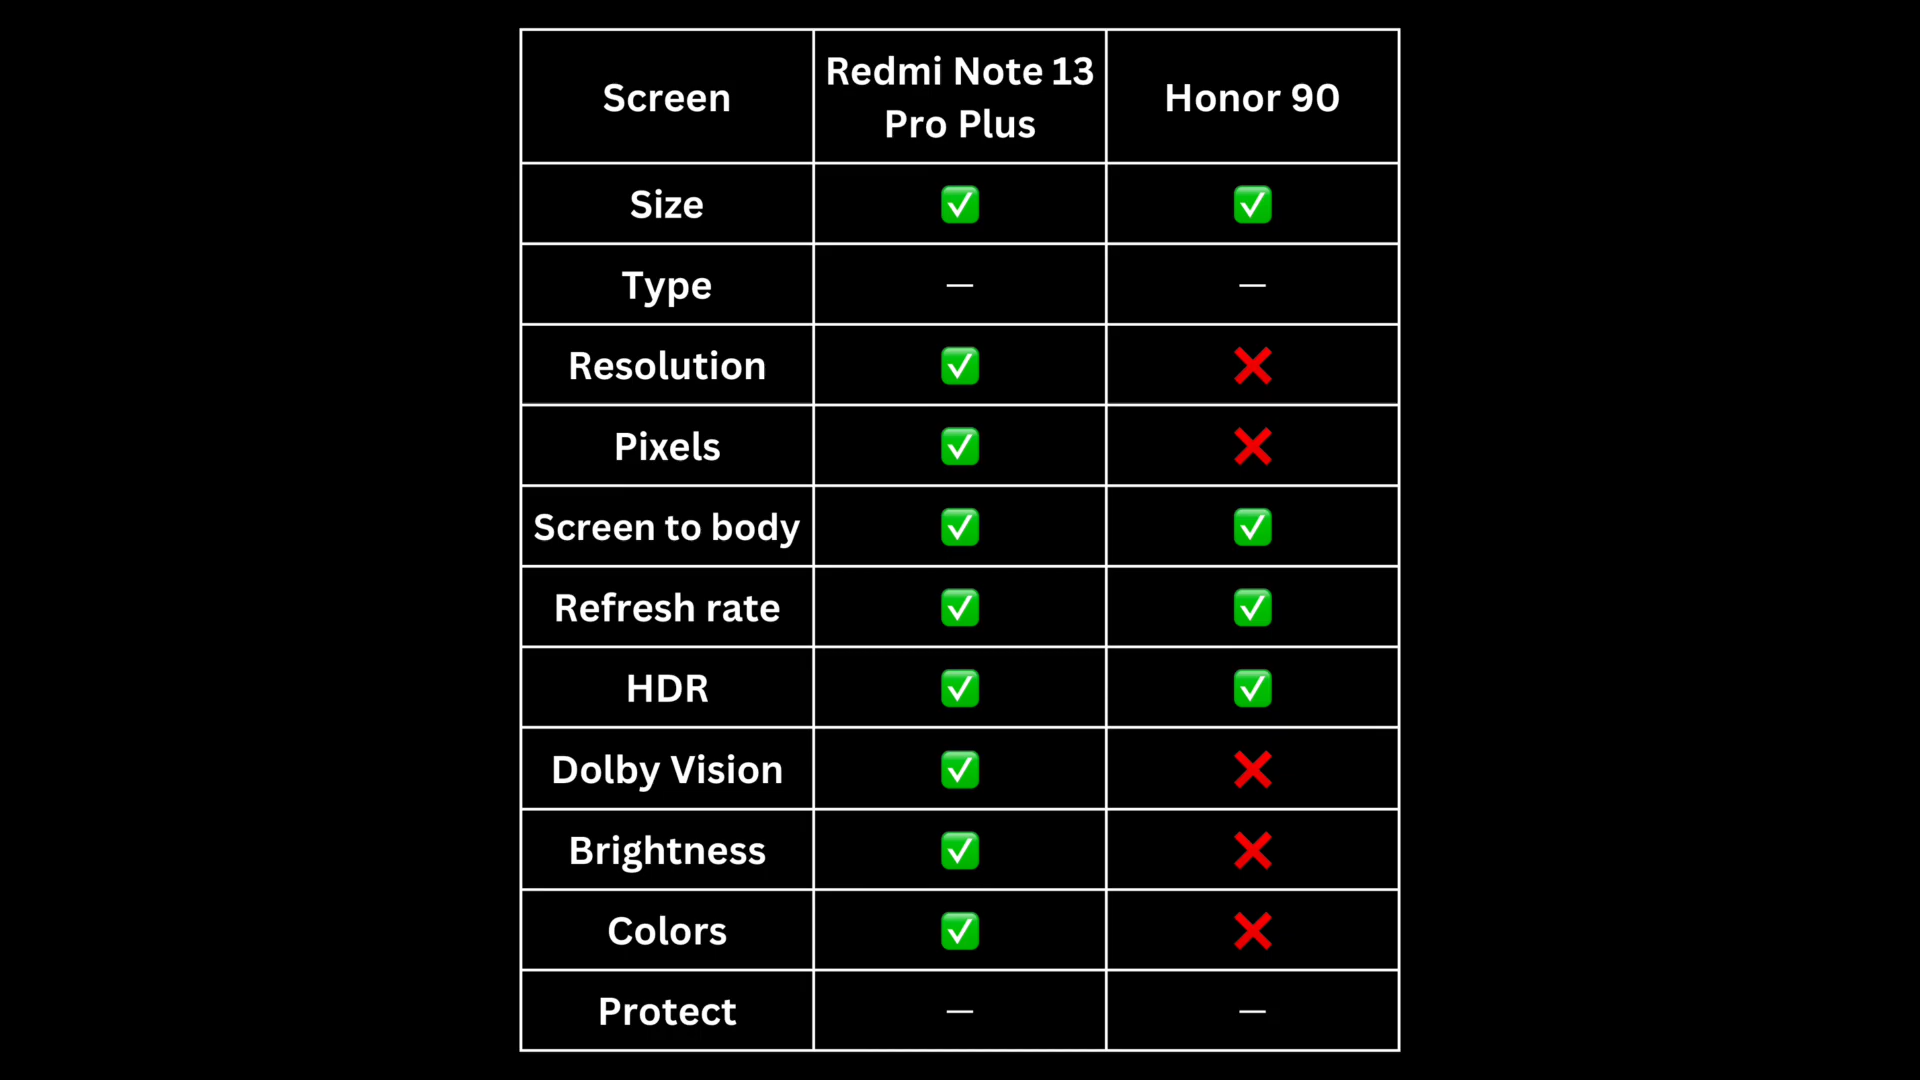 Screen
Redmi Note 13
Pro Plus
Honor 90
Size ✅ ✅
Type — —
Resolution ✅ ❌
Pixels ✅ ❌
Screen to body ✅ ✅
Refresh rate ✅ ✅
HDR ✅ ✅
Dolby Vision ✅ ❌
Brightness ✅ ❌
Colors ✅ ❌
Protect — —